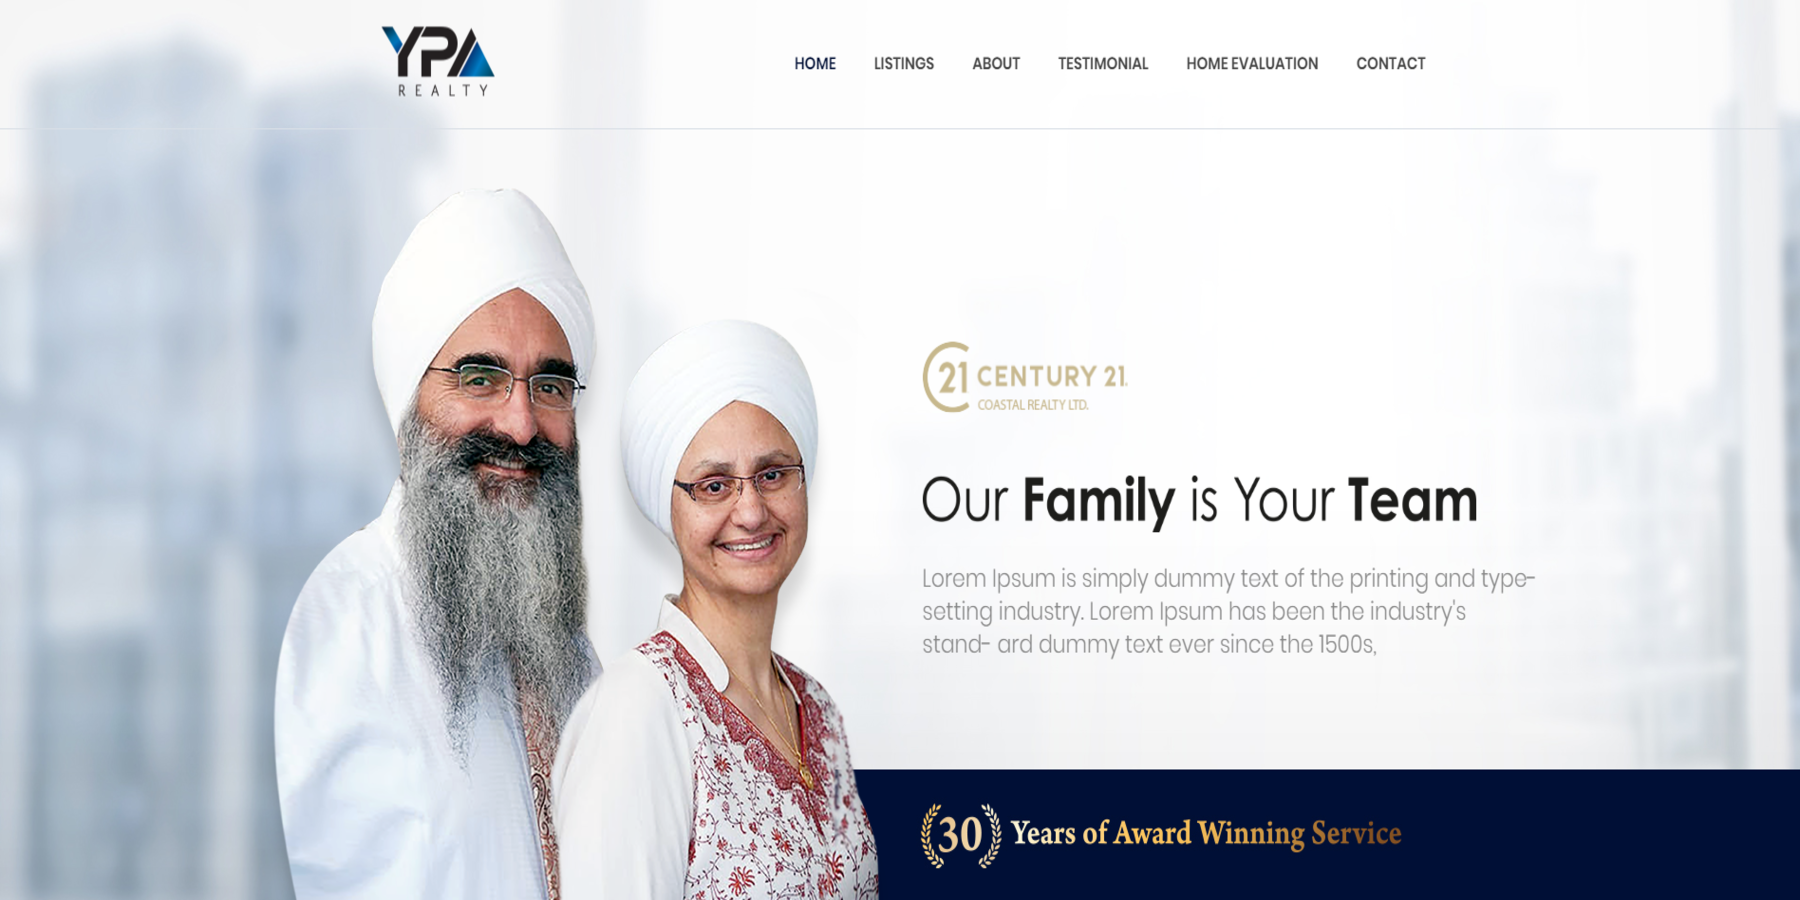 YPA
REALTY
HOME LISTINGS ABOUT TESTIMONIAL HOME EVALUATION CONTACT
21 CENTURY 21.
COASTAL REALTY LTD.
Our Family is Your Team
Lorem Ipsum is simply dummy text of the printing and type-
setting industry. Lorem Ipsum has been the industry's
stand- ard dummy text ever since the 1500s,
30 Years of Award Winning Service